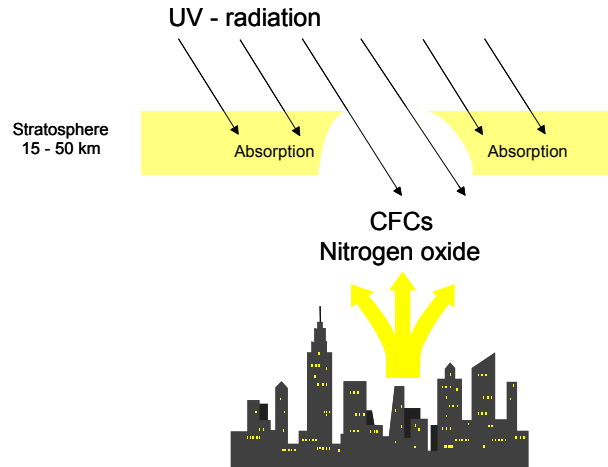 UV - radiation
Stratosphere
15 - 50 km
Absorption
Absorption
CFCs
Nitrogen oxide